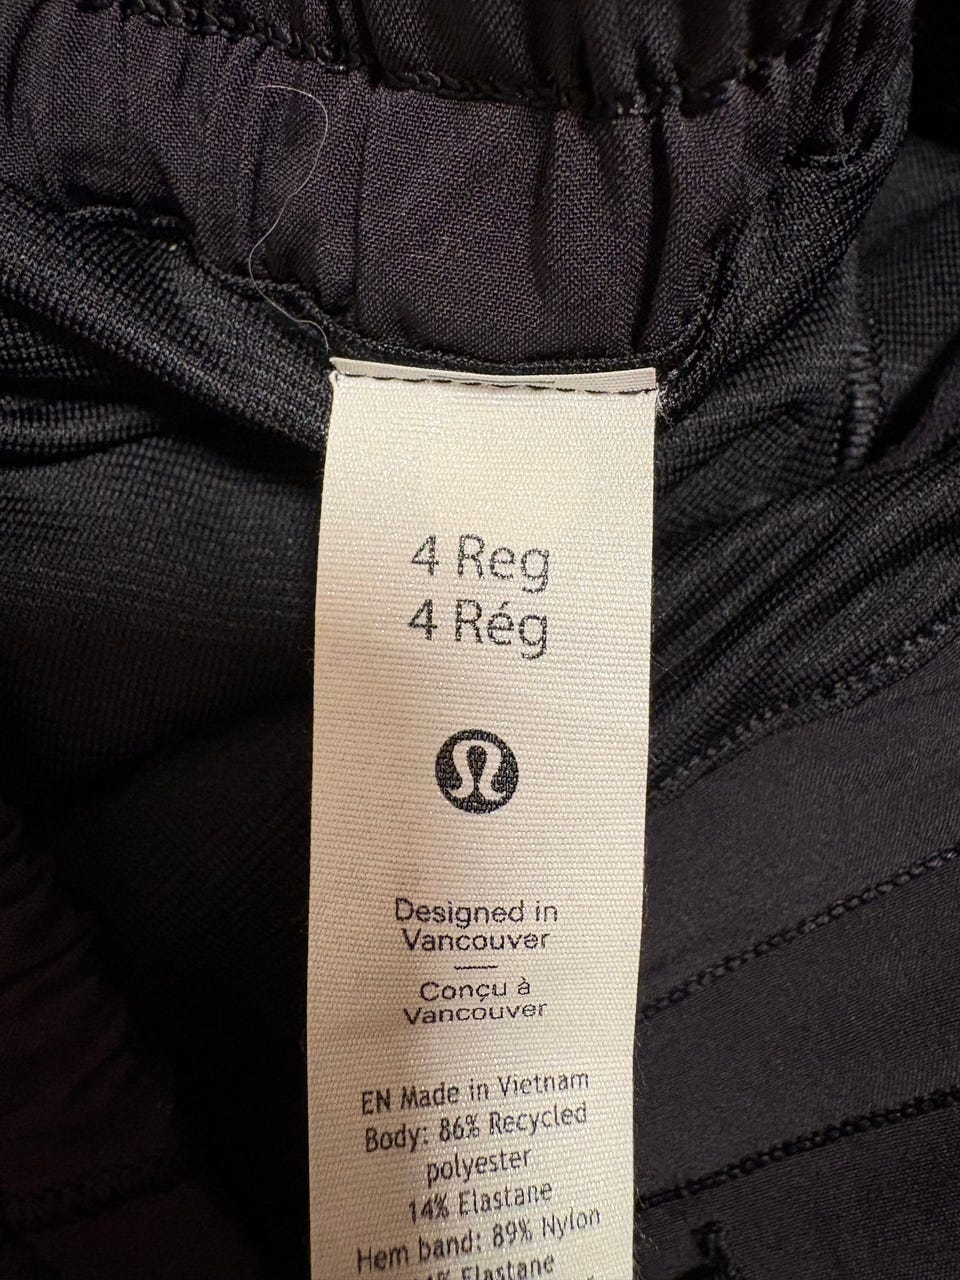 4 Reg
4 Rég
Designed in
Vancouver
Conçu à
Vancouver
EN Made in Vietnam
Body: 86% Recycled
polyester
14% Elastane
Hem band: 89% Nylon
Elastane